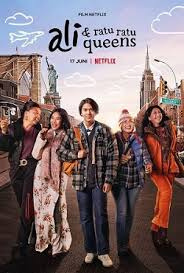 FILM NETFLIX
ali & ratu ratu
queens
17 JUNI | NETFLIX